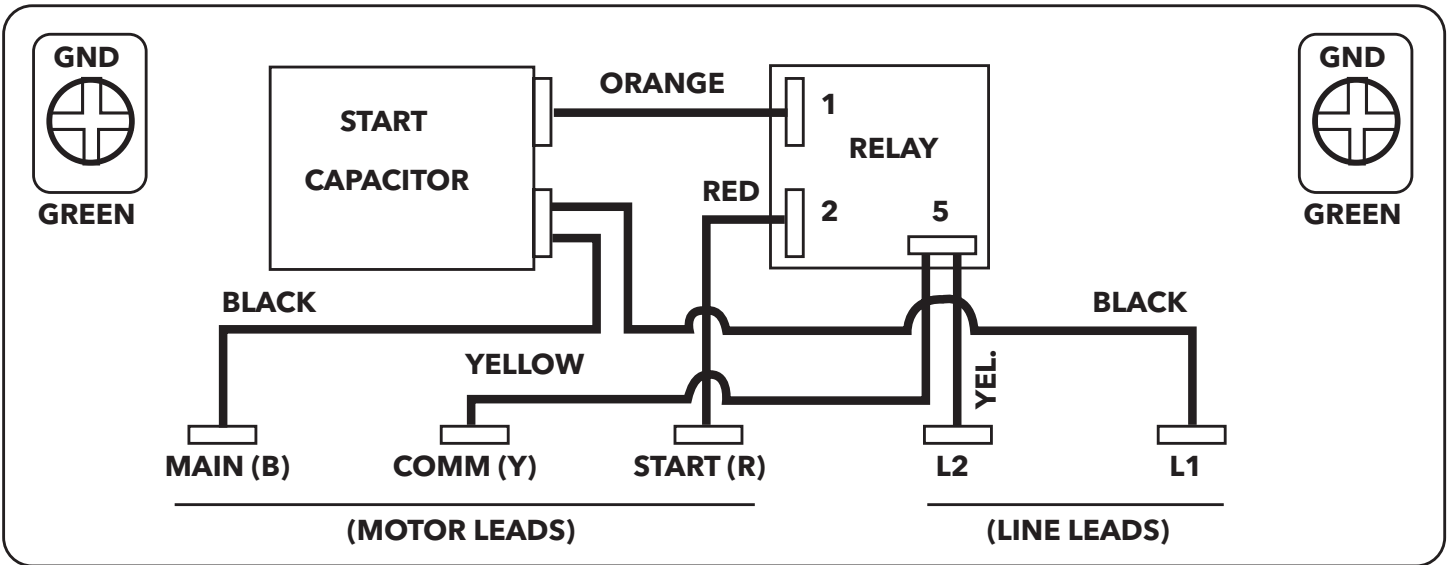 GND
GREEN
START
CAPACITOR
ORANGE
RED
1
RELAY
2
5
GND
GREEN
BLACK
BLACK
YELLOW
YEL.
MAIN (B)
COMM (Y)
START (R)
L2
L1
(MOTOR LEADS)
(LINE LEADS)